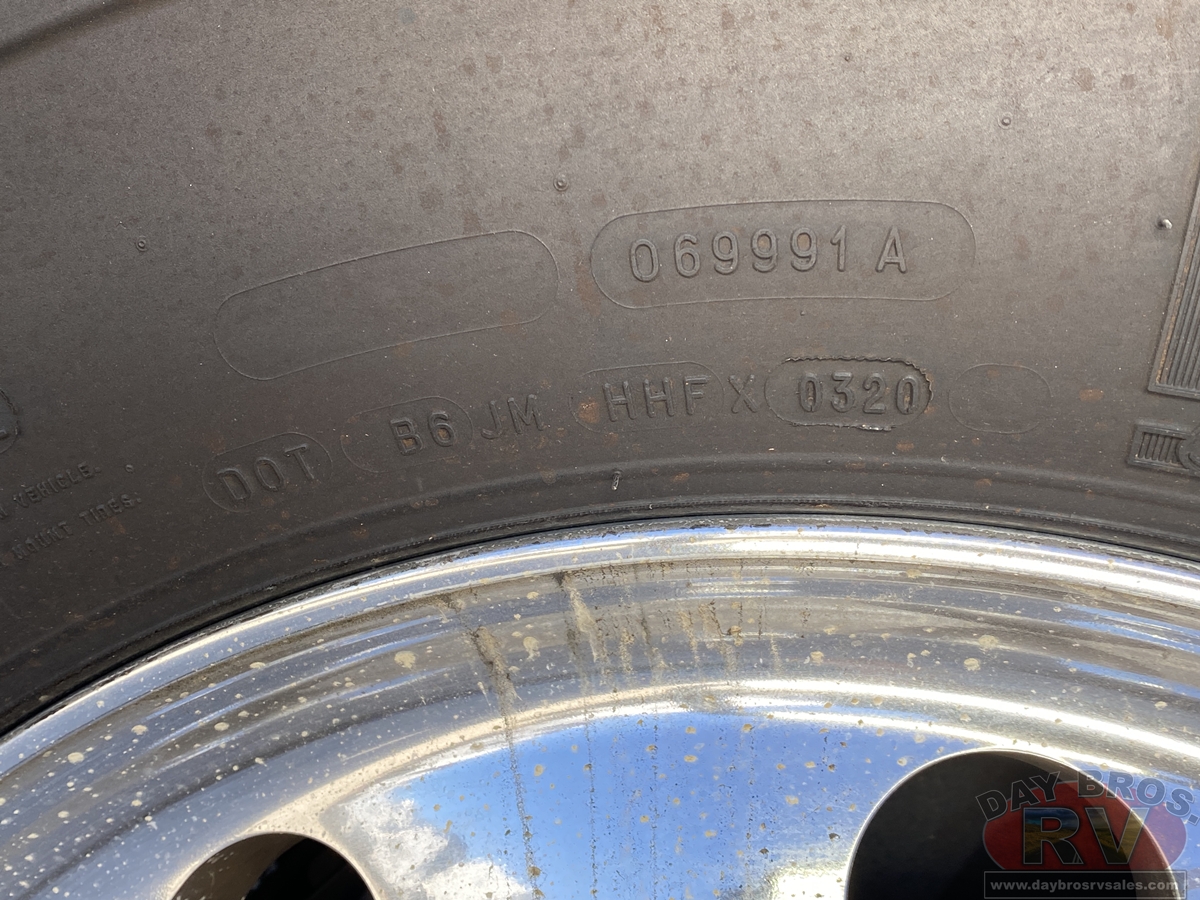 069991 A
DOT B6 JM HHF X 0320
VEHICLE.
TIRES.
DAY BROS.
RV
www.daybrosrvsales.com